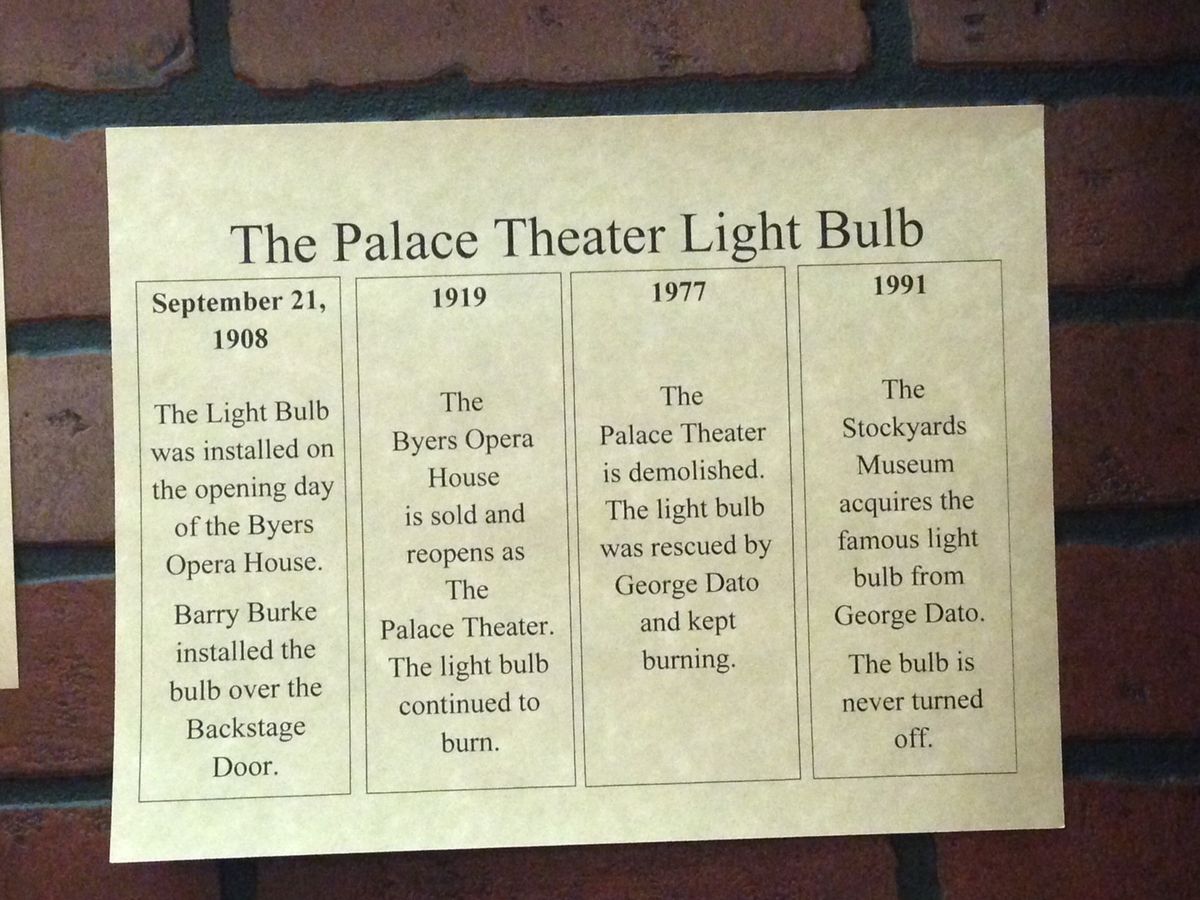 The Palace Theater Light Bulb
September 21,
1908
The Light Bulb
was installed on
the opening day
of the Byers
Opera House.
Barry Burke
installed the
bulb over the
Backstage
Door.
1919
The
Byers Opera
House
is sold and
reopens as
The
Palace Theater.
The light bulb
continued to
burn.
1977
The
Palace Theater
is demolished.
The light bulb
was rescued by
George Dato
and kept
burning.
1991
The
Stockyards
Museum
acquires the
famous light
bulb from
George Dato.
The bulb is
never turned
off.